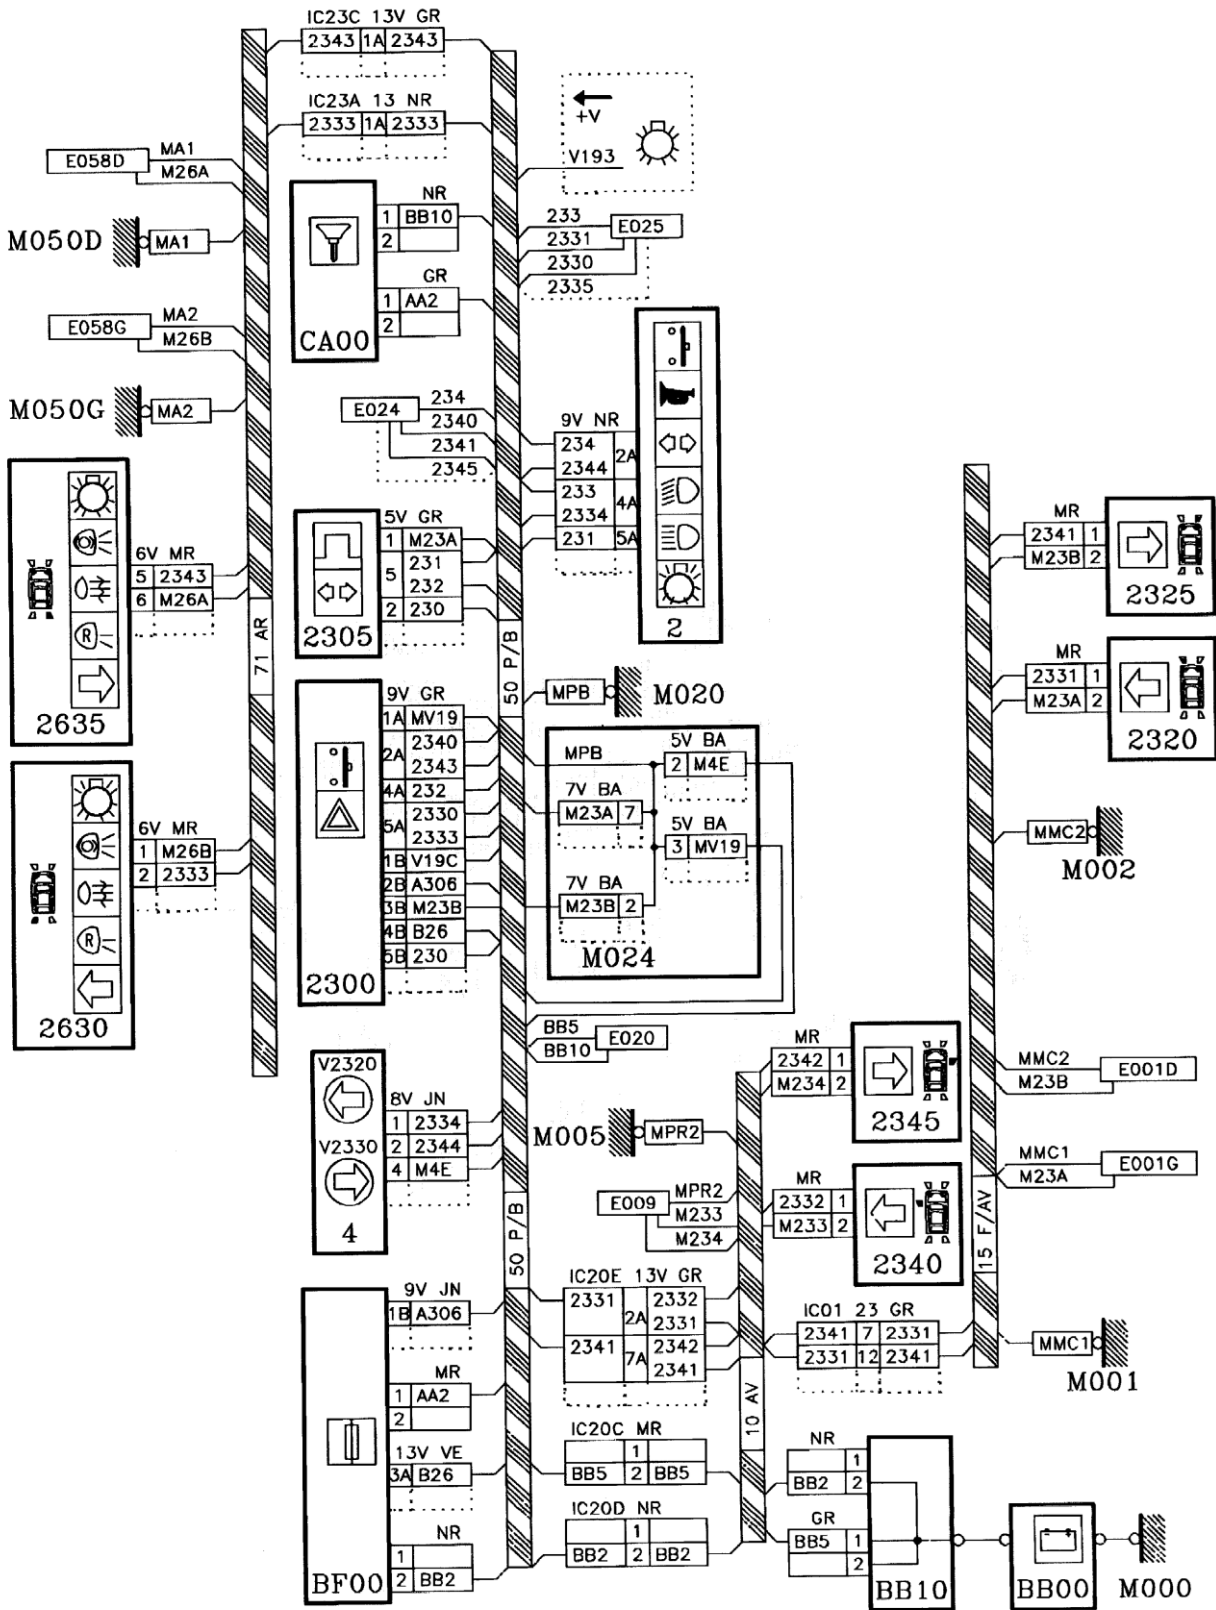 IC23C 13V GR
2343 1A 2343
IC23A 13 NR
2333 1A 2333
+V
V193
E058D
MA1
M26A
M050D
MA1
E058G
MA2
M26B
M050G
MA2
CA00
NR
1 BB10
2
GR
1 AA2
2
233
2331
2330
2335
E025
E024
234
2340
2341
2345
9V NR
234
2344
2A
233
2334
4A
231 5A
2
2635
6V MR
5 2343
6 M26A
71 AR
2305
5V GR
1 M23A
5
231
232
2 230
50 P/B
2300
9V GR
1A MV19
2A
2340
2343
4A 232
5A
2330
2333
1B V19C
2B A306
3B M23B
4B B26
5B 230
MPB
M020
MPB
5V BA
2 M4E
7V BA
M23A 7
5V BA
3 MV19
7V BA
M23B 2
M024
MR
2341 1
M23B 2
2325
MR
2331 1
M23A 2
2320
MMC2
M002
2630
6V MR
1 M26B
2 2333
BB5
BB10
E020
V2320
V2330
4
8V JN
1 2334
2 2344
4 M4E
50 P/B
M005
MPR2
MR
2342 1
M234 2
2345
MMC2
M23B
E001D
MMC1
M23A
E001G
E009
MPR2
M233
M234
MR
2332 1
M233 2
2340
15 F/AV
BF00
9V JN
1B A306
MR
1 AA2
2
13V VE
3A B26
NR
1
2 BB2
IC20E 13V GR
2331
2A
2332
2331
2341
7A
2342
2341
10 AV
IC01 23 GR
2341 7 2331
2331 12 2341
MMC1
M001
IC20C MR
1
BB5 2 BB5
IC20D NR
1
BB2 2 BB2
NR
1
BB2 2
GR
BB5 1
2
BB10
BB00
M000
R
R